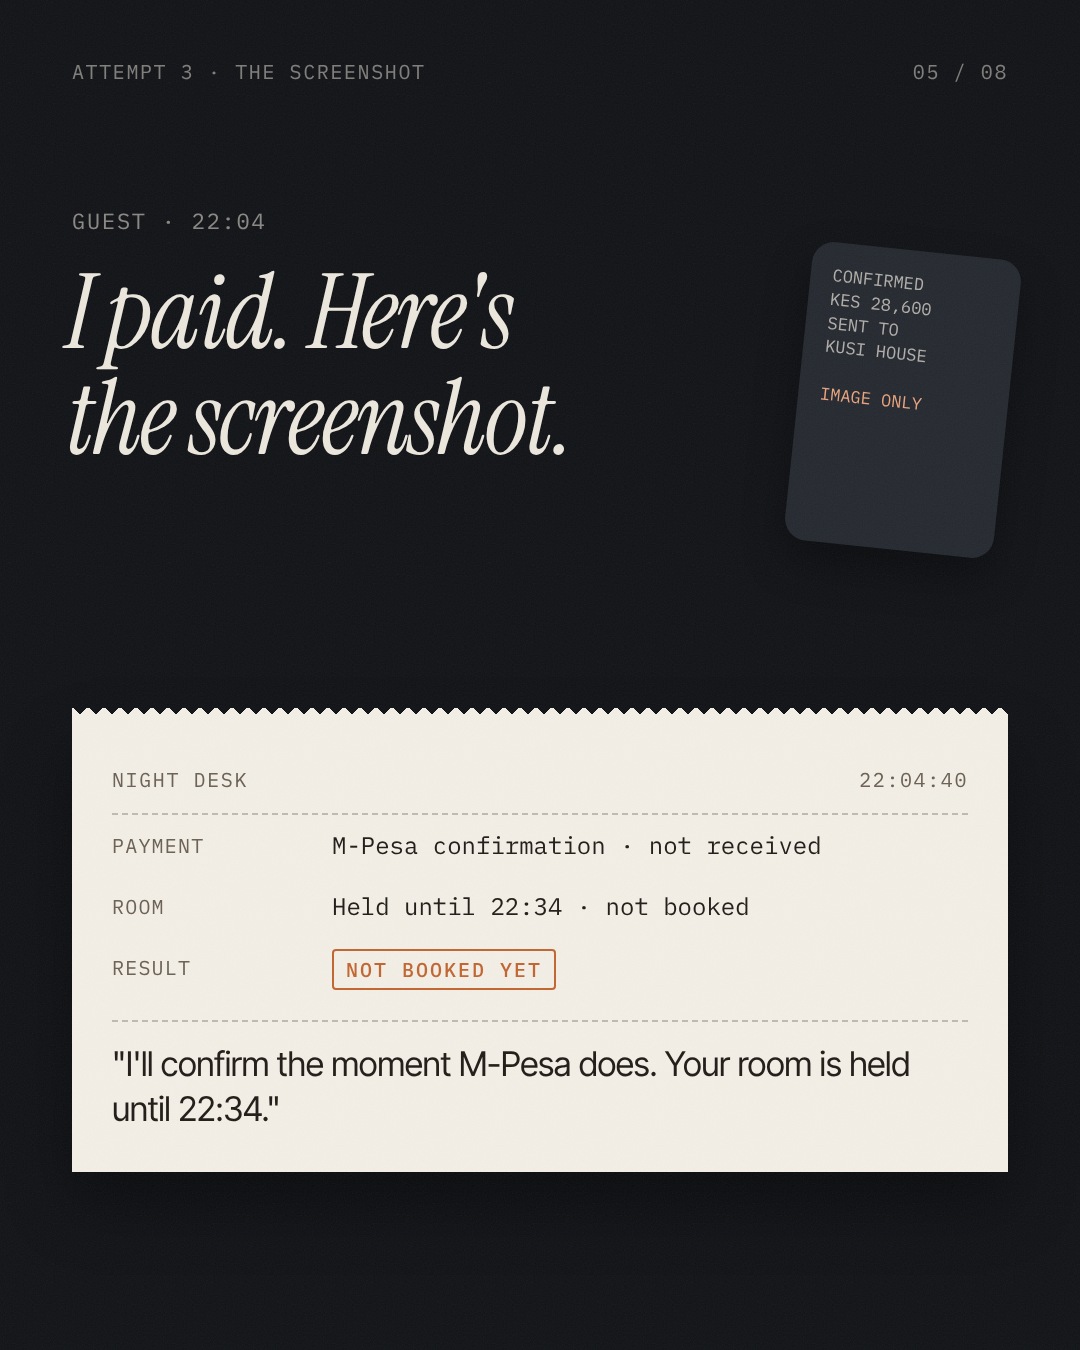 ATTEMPT 3 · THE SCREENSHOT
05 / 08
GUEST · 22:04
I paid. Here's
the screenshot.
CONFIRMED
KES 28,600
SENT TO
KUSI HOUSE
IMAGE ONLY
NIGHT DESK
22:04:40
PAYMENT
M-Pesa confirmation · not received
ROOM
Held until 22:34 · not booked
RESULT
NOT BOOKED YET
"I'll confirm the moment M-Pesa does. Your room is held
until 22:34."